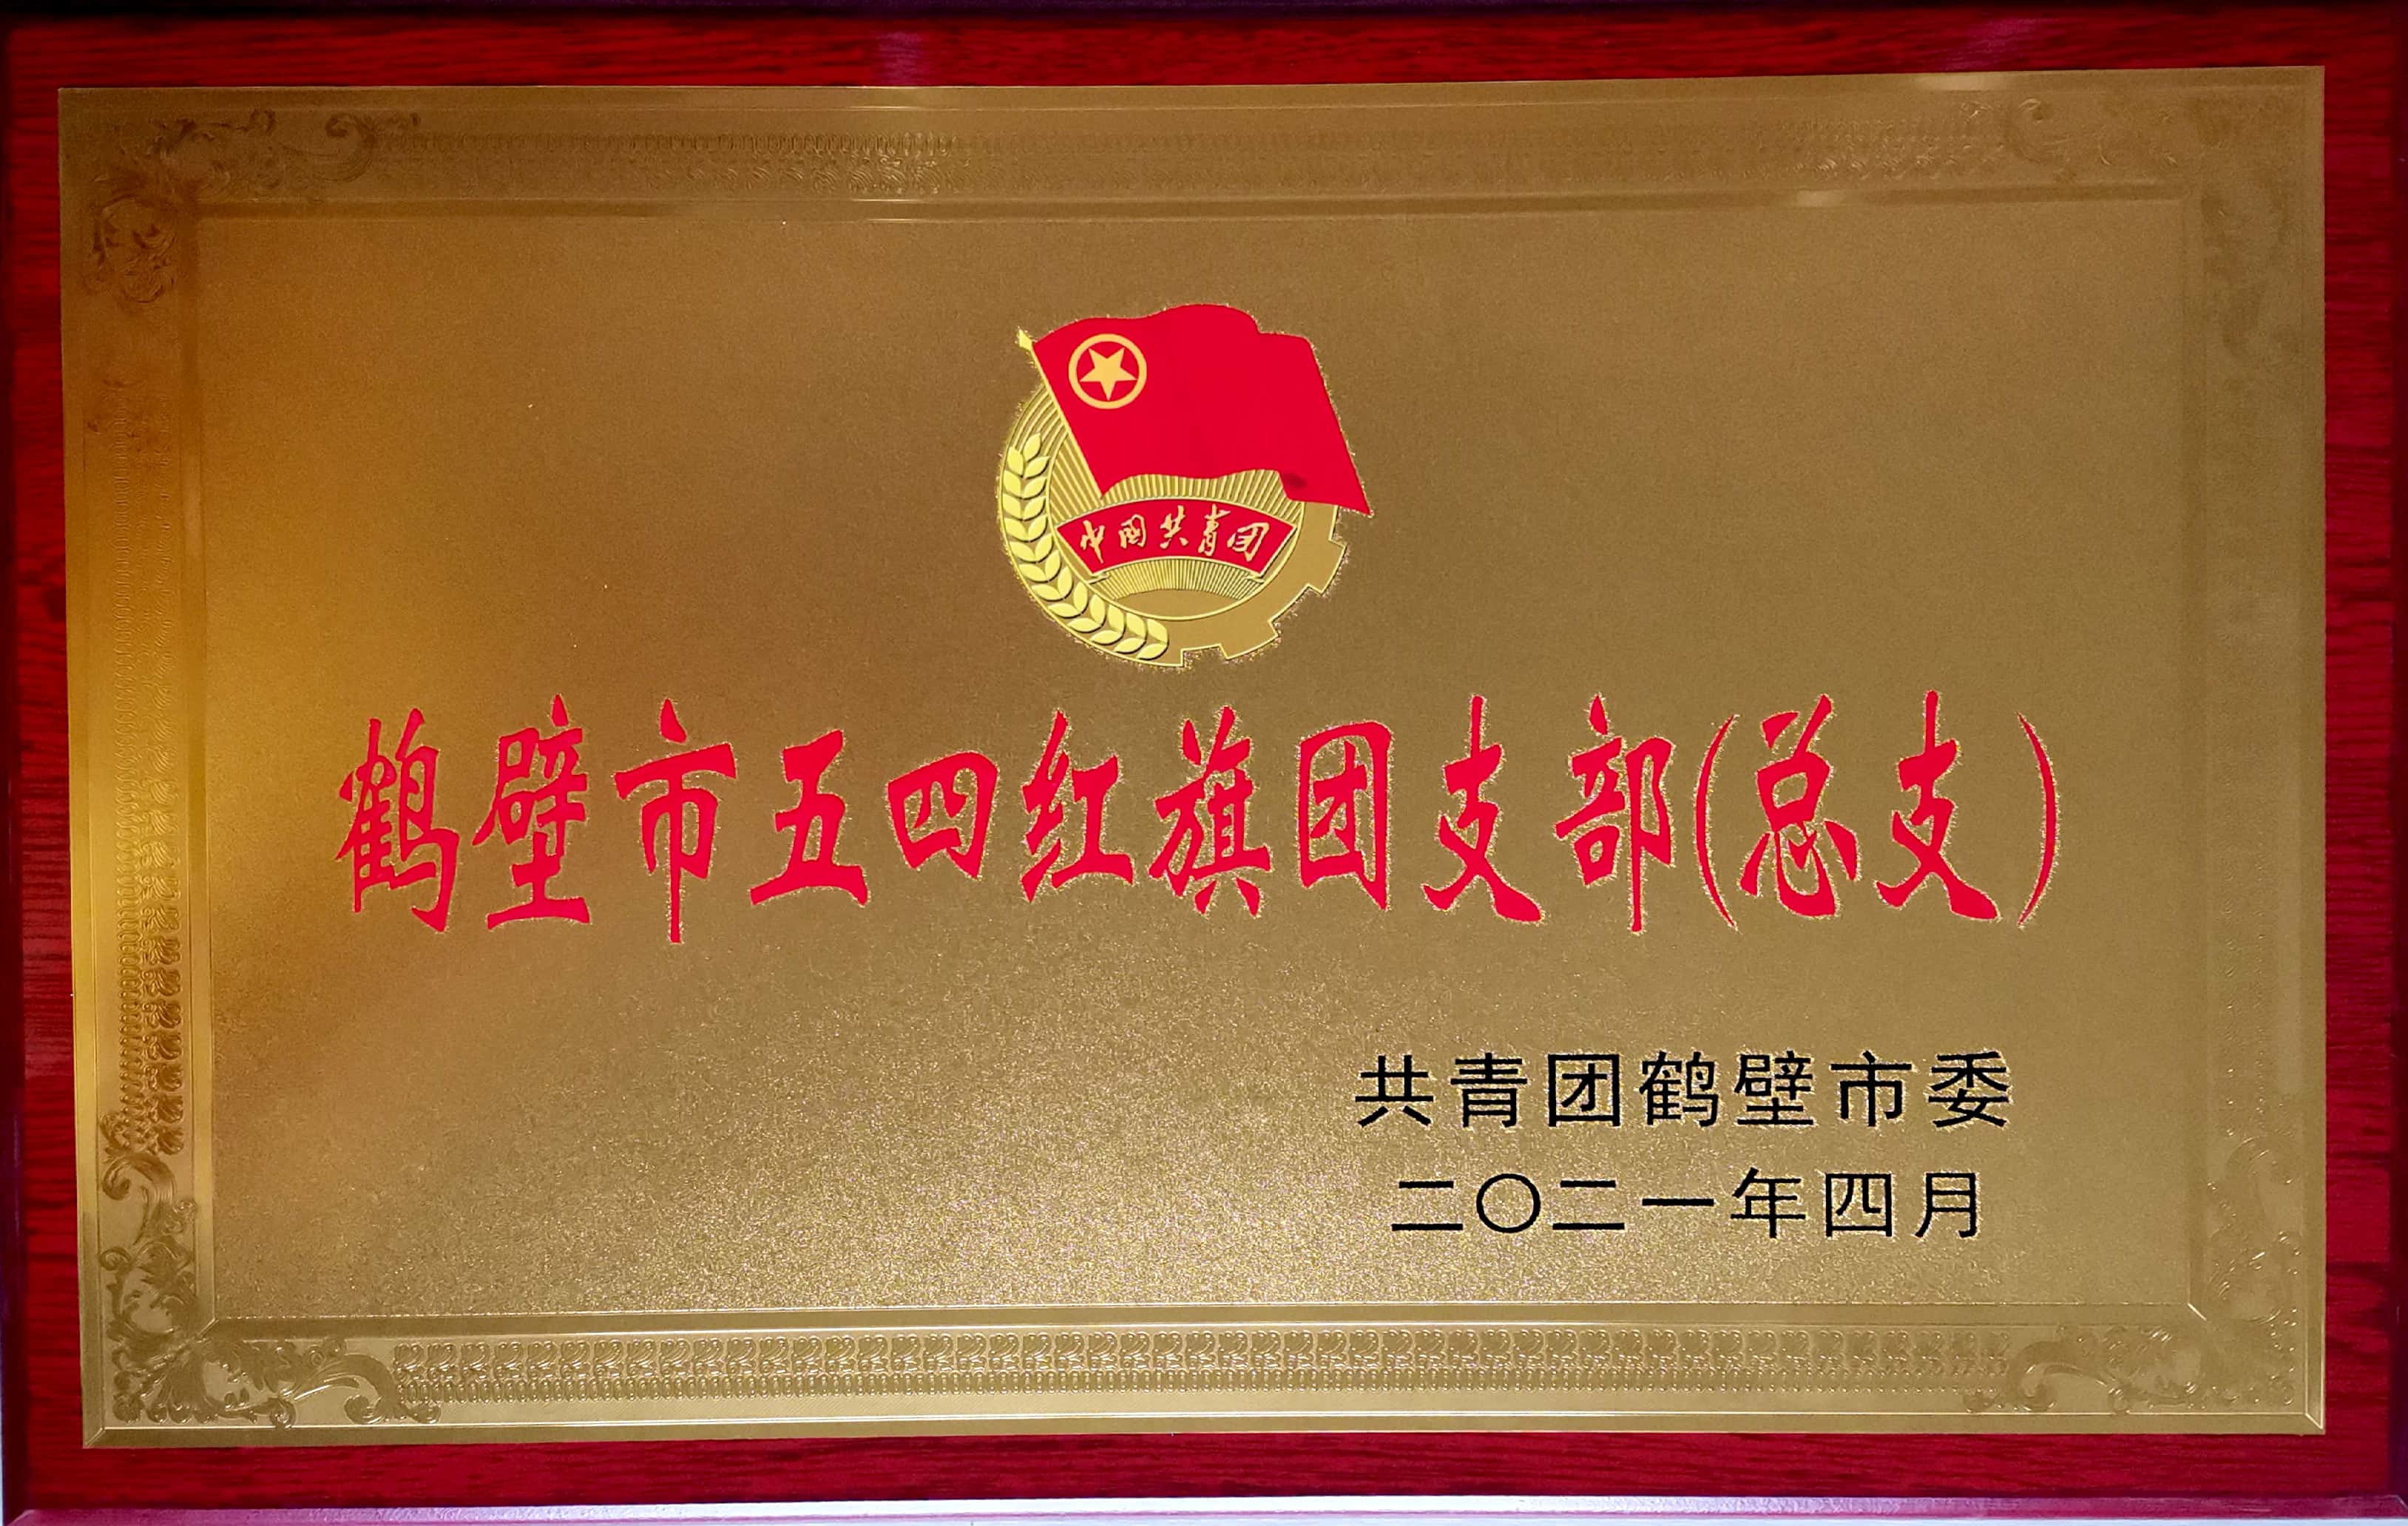 中国共青团
鹤壁市五四红旗团支部(总支)
共青团鹤壁市委
二〇二一年四月